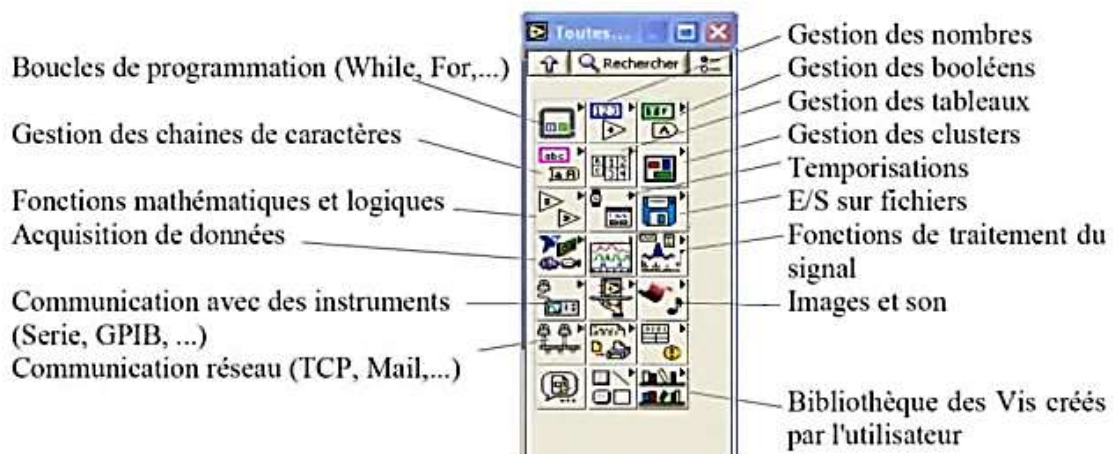 Toutes...
Rechercher
Boucles de programmation (While, For,...)
Gestion des chaines de caractères
Fonctions mathématiques et logiques
Acquisition de données
Communication avec des instruments
(Serie, GPIB, ...)
Communication réseau (TCP, Mail,...)
Gestion des nombres
Gestion des booléens
Gestion des tableaux
Gestion des clusters
Temporisations
E/S sur fichiers
Fonctions de traitement du
signal
Images et son
Bibliothèque des Vis créés
par l'utilisateur
123
abc